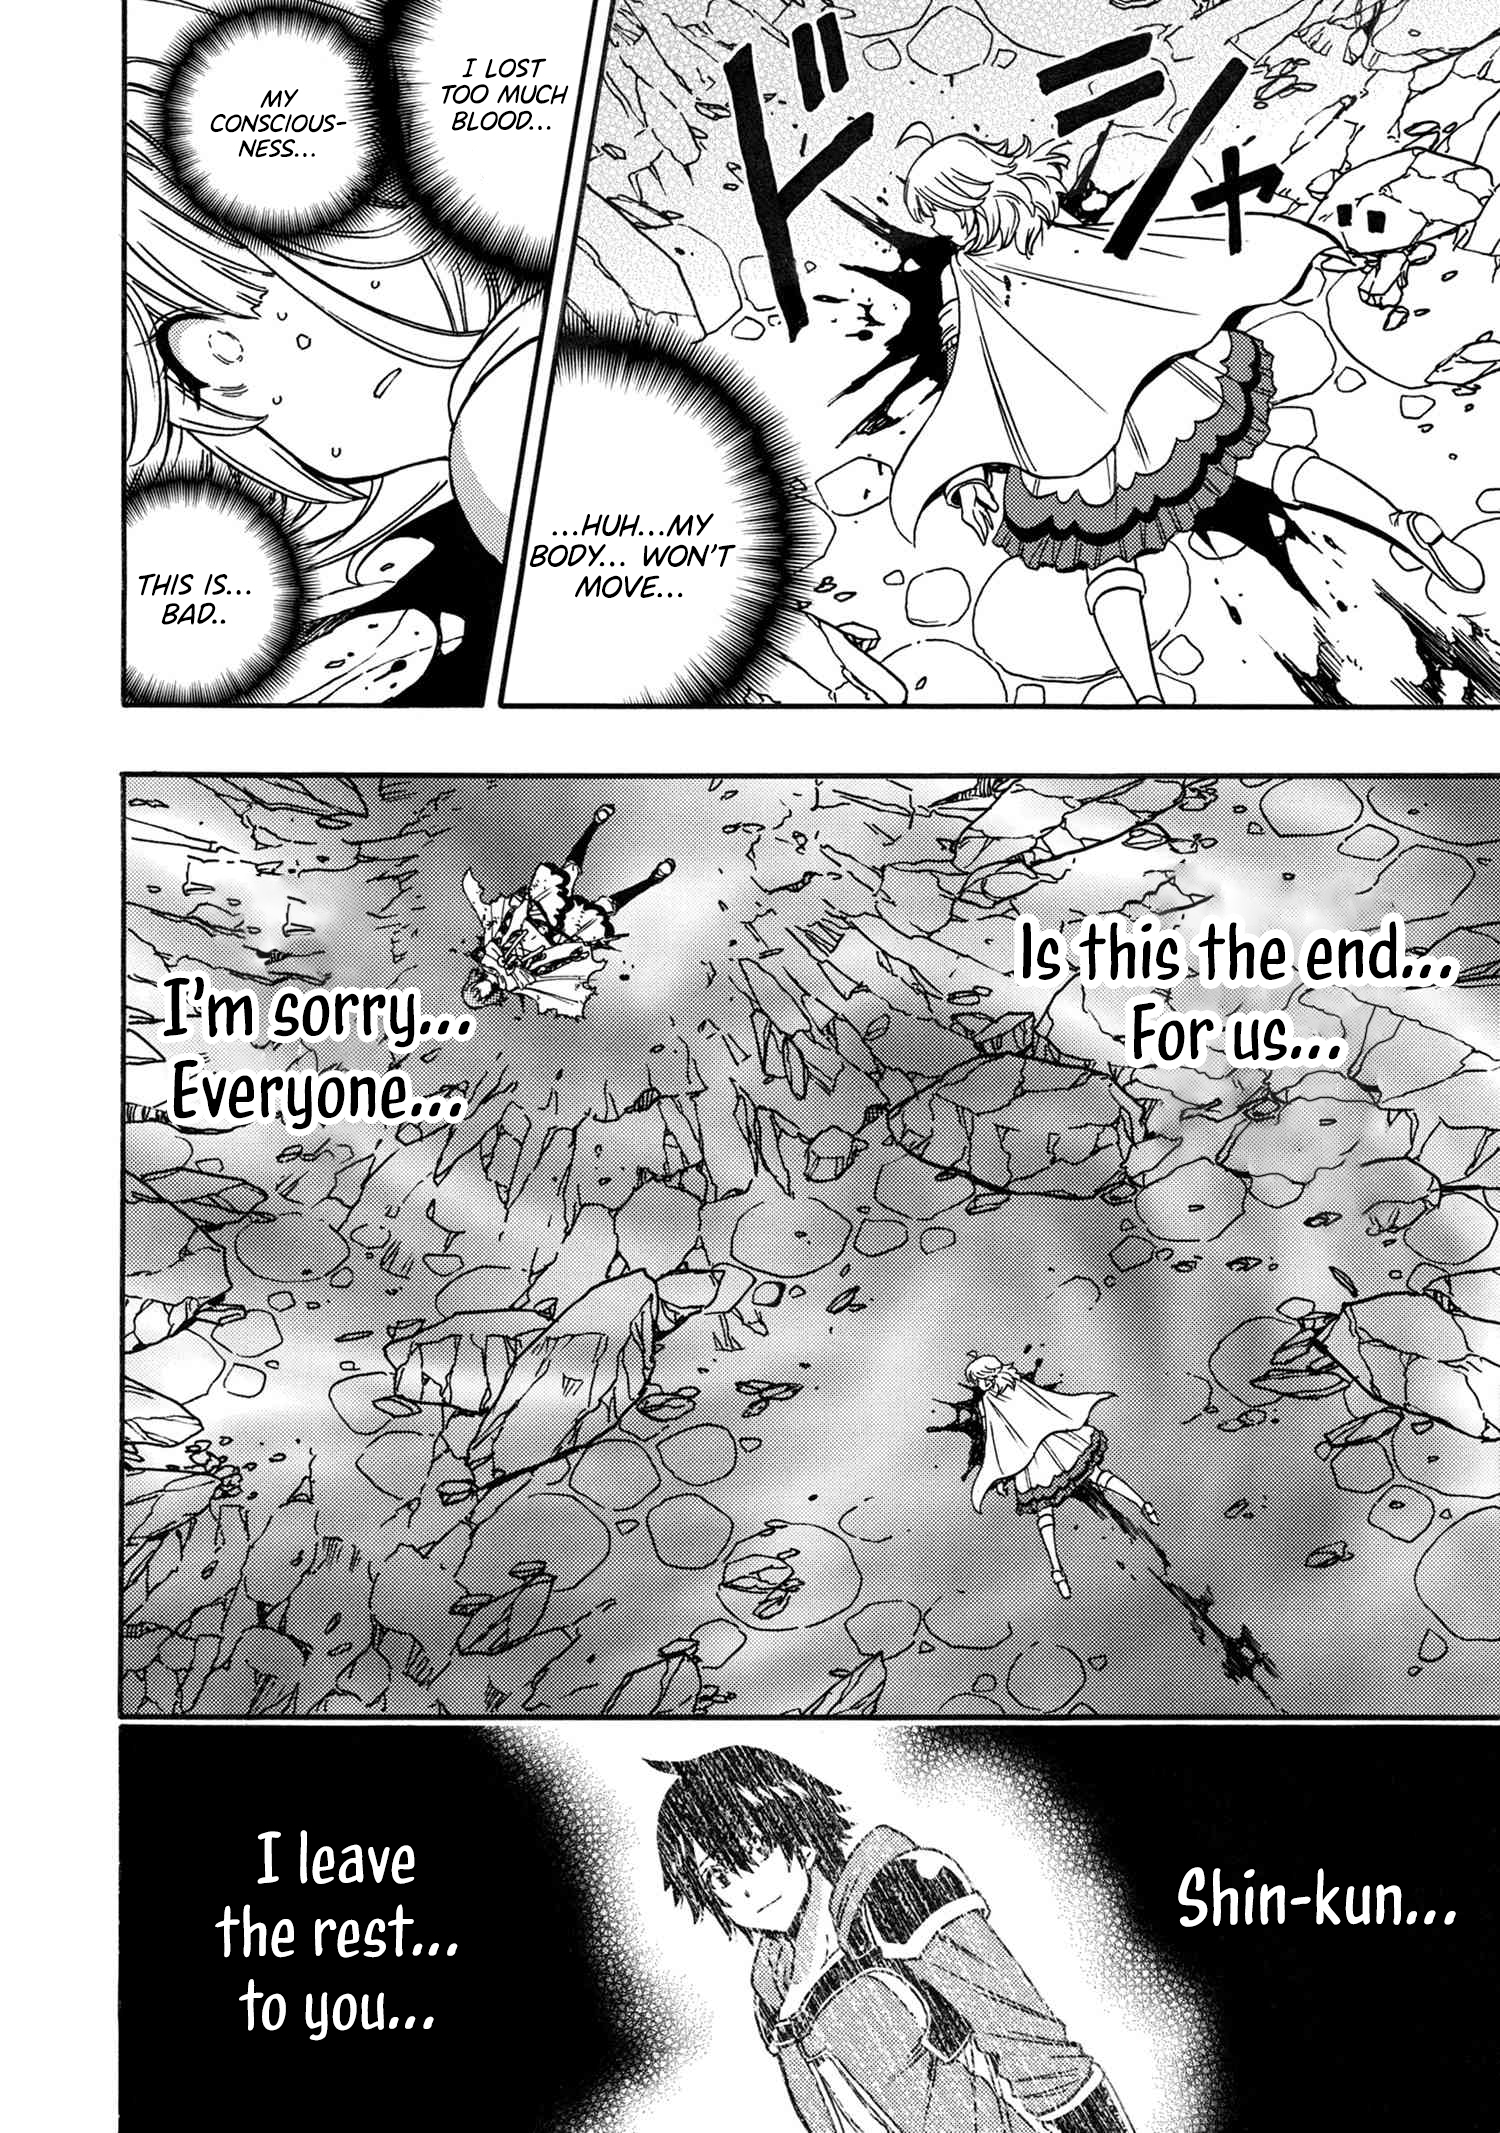 ドシャ
...HUH...MY
BODY... WON'T
MOVE...
I LOST
TOO MUCH
BLOOD...
MY
CONSCIOUS-
NESS...
THIS IS...
BAD..
Is this the end...
For us...
I'm sorry...
Everyone...
Shin-kun...
I leave
the rest...
to you...